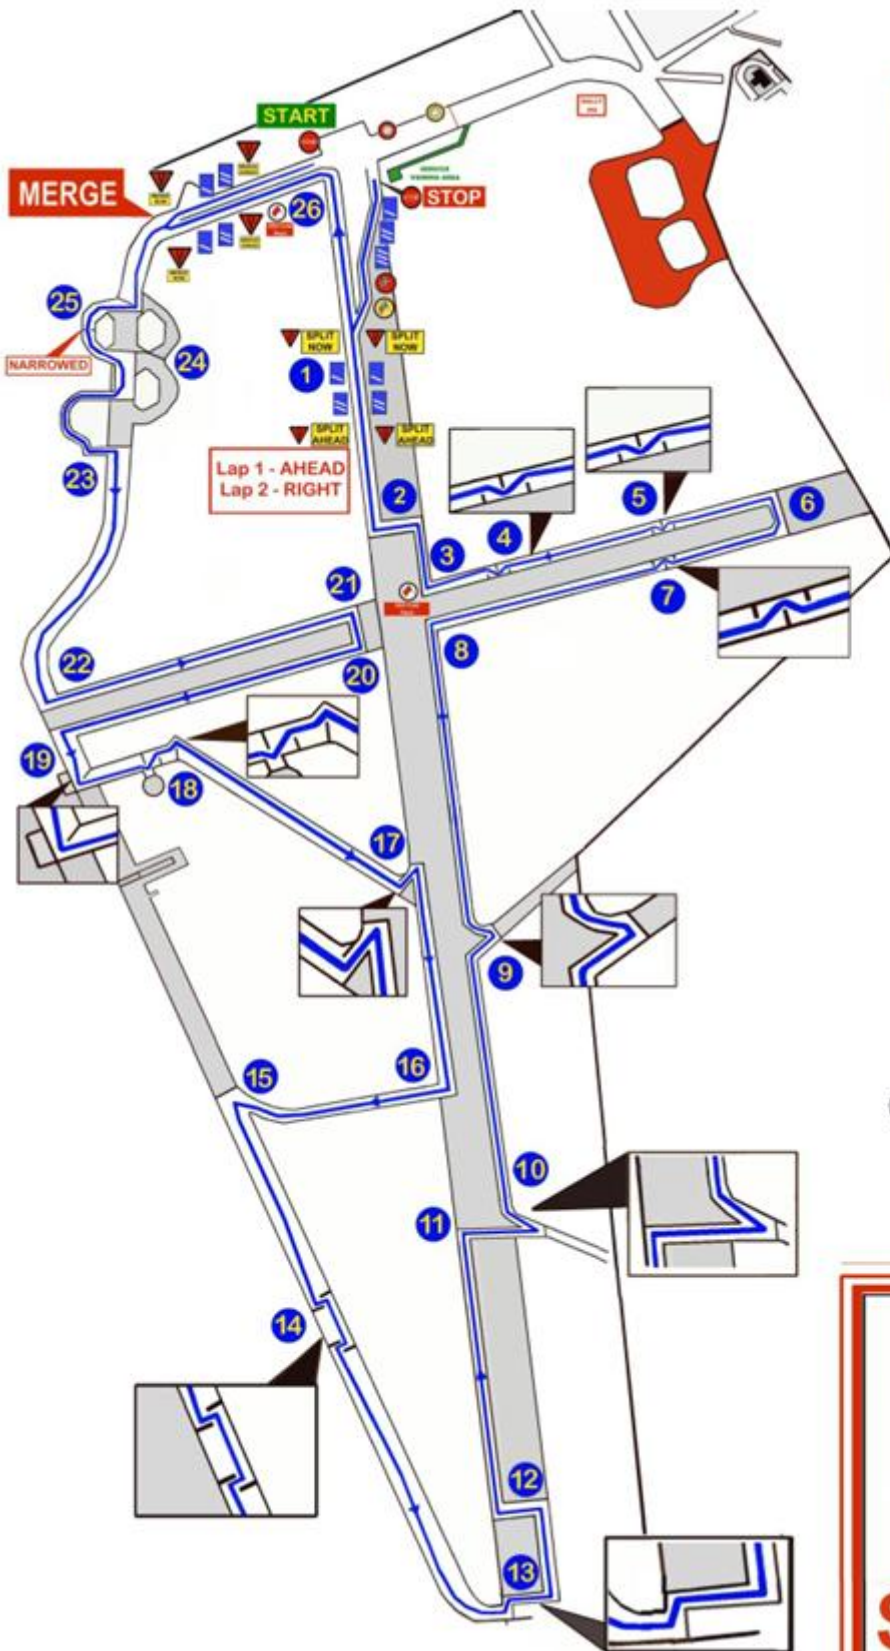 START
MERGE
STOP
26
25
NARROWED
24
SPLIT
NOW
SPLIT
NOW
1
SPLIT
AHEAD
SPLIT
AHEAD
23
Lap 1 - AHEAD
Lap 2 - RIGHT
2
3
4
5
6
7
8
21
22
20
19
18
17
9
16
15
10
11
14
12
13
S